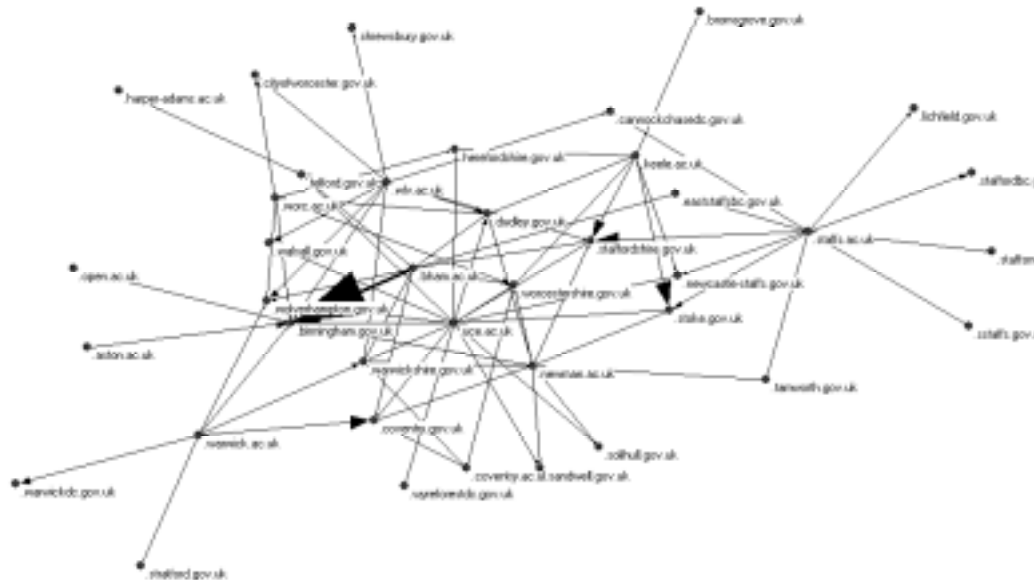 .bromsgrove.gov.uk
.shrewsbury.gov.uk
.cityofworcester.gov.uk
.harper-adams.ac.uk
.cannockchasedc.gov.uk
.lichfield.gov.uk
.herefordshire.gov.uk
.keele.ac.uk
.telford.gov.uk
.wlv.ac.uk
.staffordbc.g
.worc.ac.uk
.eaststaffsbc.gov.uk
.dudley.gov.uk
.staffs.ac.uk
.walsall.gov.uk
.staffordshire.gov.uk
.staffor
.open.ac.uk
.bham.ac.uk
.newcastle-staffs.gov.uk
.worcestershire.gov.uk
.wolverhampton.gov.uk
.stoke.gov.uk
.birmingham.gov.uk
.uce.ac.uk
.sstaffs.gov.
.aston.ac.uk
.warwickshire.gov.uk
.newman.ac.uk
.tamworth.gov.uk
.coventry.gov.uk
.warwick.ac.uk
.solihull.gov.uk
.coventry.ac.uk
.sandwell.gov.uk
.warwickdc.gov.uk
.wyreforestdc.gov.uk
.stratford.gov.uk